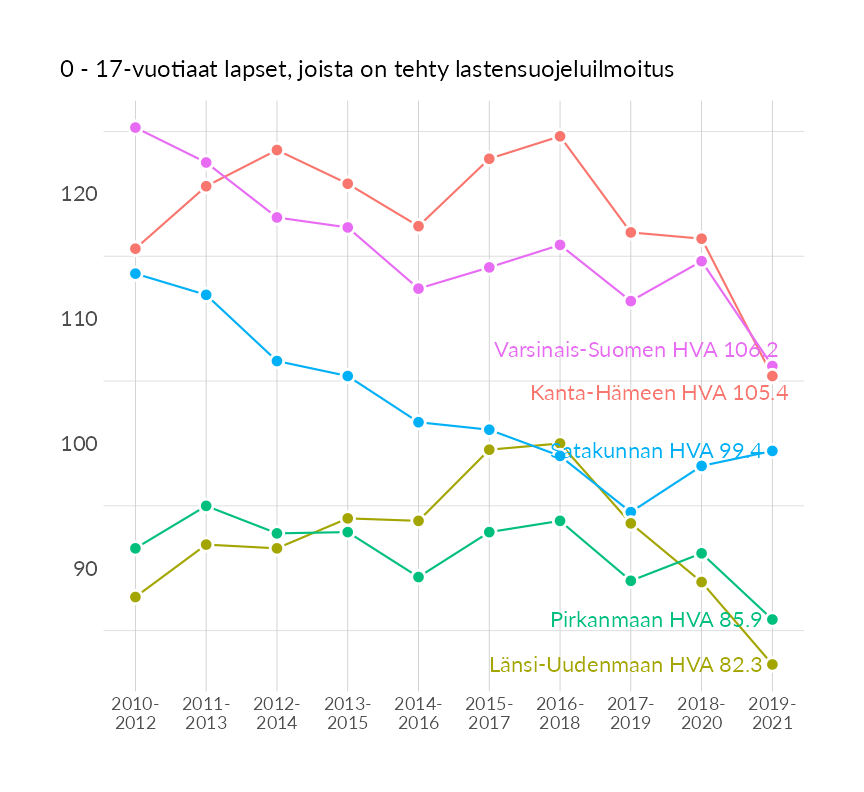 0 - 17-vuotiaat lapset, joista on tehty lastensuojeluilmoitus
120
110
100
90
Varsinais-Suomen HVA 106.2
Kanta-Hämeen HVA 105.4
Satakunnan HVA 99.4
Pirkanmaan HVA 85.9
Länsi-Uudenmaan HVA 82.3
2010- 2011- 2012- 2013- 2014- 2015- 2016- 2017- 2018- 2019-
2012 2013 2014 2015 2016 2017 2018 2019 2020 2021